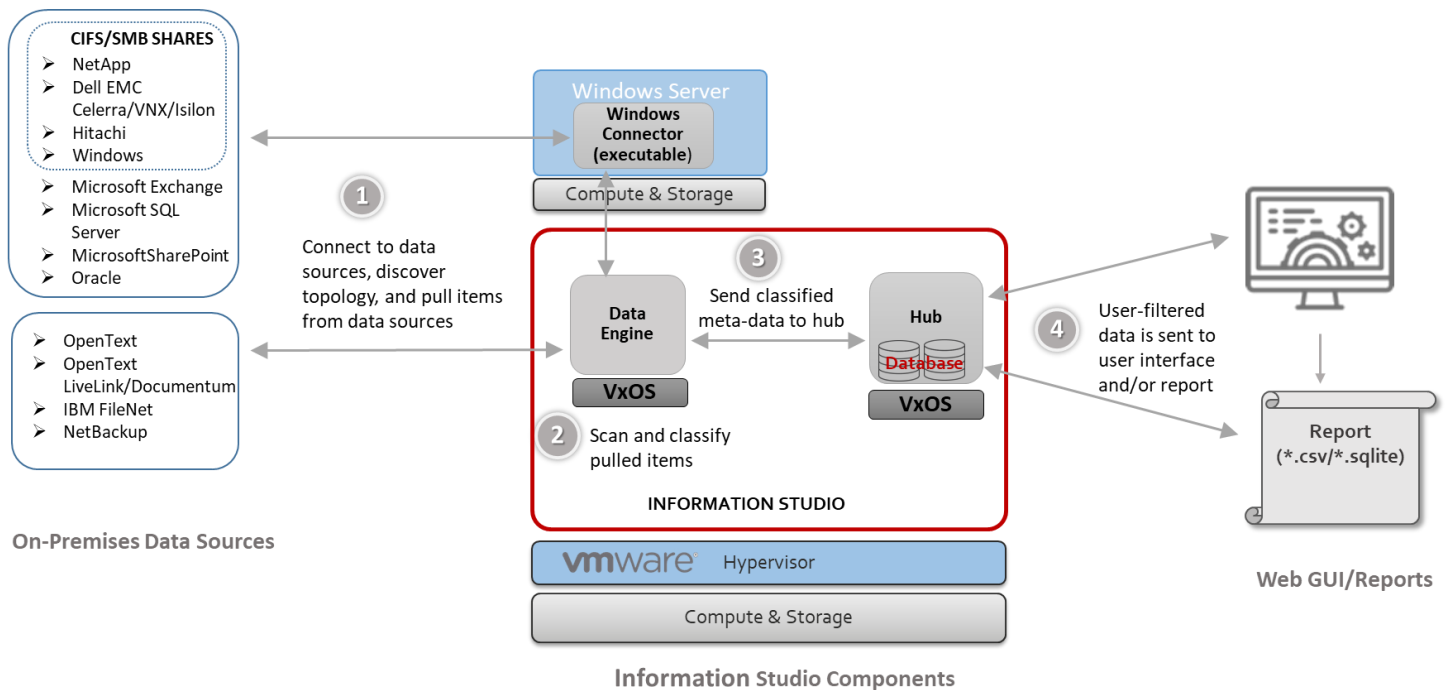 CIFS/SMB SHARES
NetApp
Dell EMC
Celerra/VNX/Isilon
Hitachi
Windows
Microsoft Exchange
Microsoft SQL
Server
MicrosoftSharePoint
Oracle
OpenText
OpenText
LiveLink/Documentum
IBM FileNet
NetBackup
On-Premises Data Sources
1
Connect to data
sources, discover
topology, and pull items
from data sources
Windows Server
Windows
Connector
(executable)
Compute & Storage
Data
Engine
VxOS
2
Scan and classify
pulled items
3
Send classified
meta-data to hub
Hub
Database
VxOS
INFORMATION STUDIO
vmware Hypervisor
Compute & Storage
Information Studio Components
4
User-filtered
data is sent to
user interface
and/or report
Report
(*.csv/*.sqlite)
Web GUI/Reports